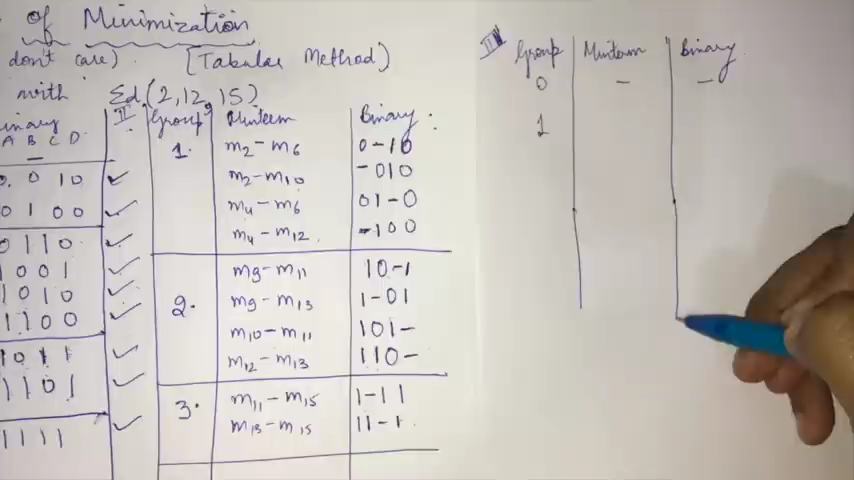 of Minimization
don't care) [Tabular Method)
with Σd (2,12,15)
Binary
A B C D
0 0 1 0 ✓
0 1 0 0 ✓
0 1 1 0 ✓
1 0 0 1 ✓
1 0 1 0 ✓
1 1 0 0 ✓
1 0 1 1 ✓
1 1 0 1 ✓
1 1 1 1 ✓
II Group Minterm Binary
1. m2-m6 0-10
m2-m10 -010
m4-m6 01-0
m4-m12 -100
2. m9-m11 10-1
m9-m13 1-01
m10-m11 101-
m12-m13 110-
3. m11-m15 1-11
m13-m15 11-1
III Group Minterm Binary
0 - -
1